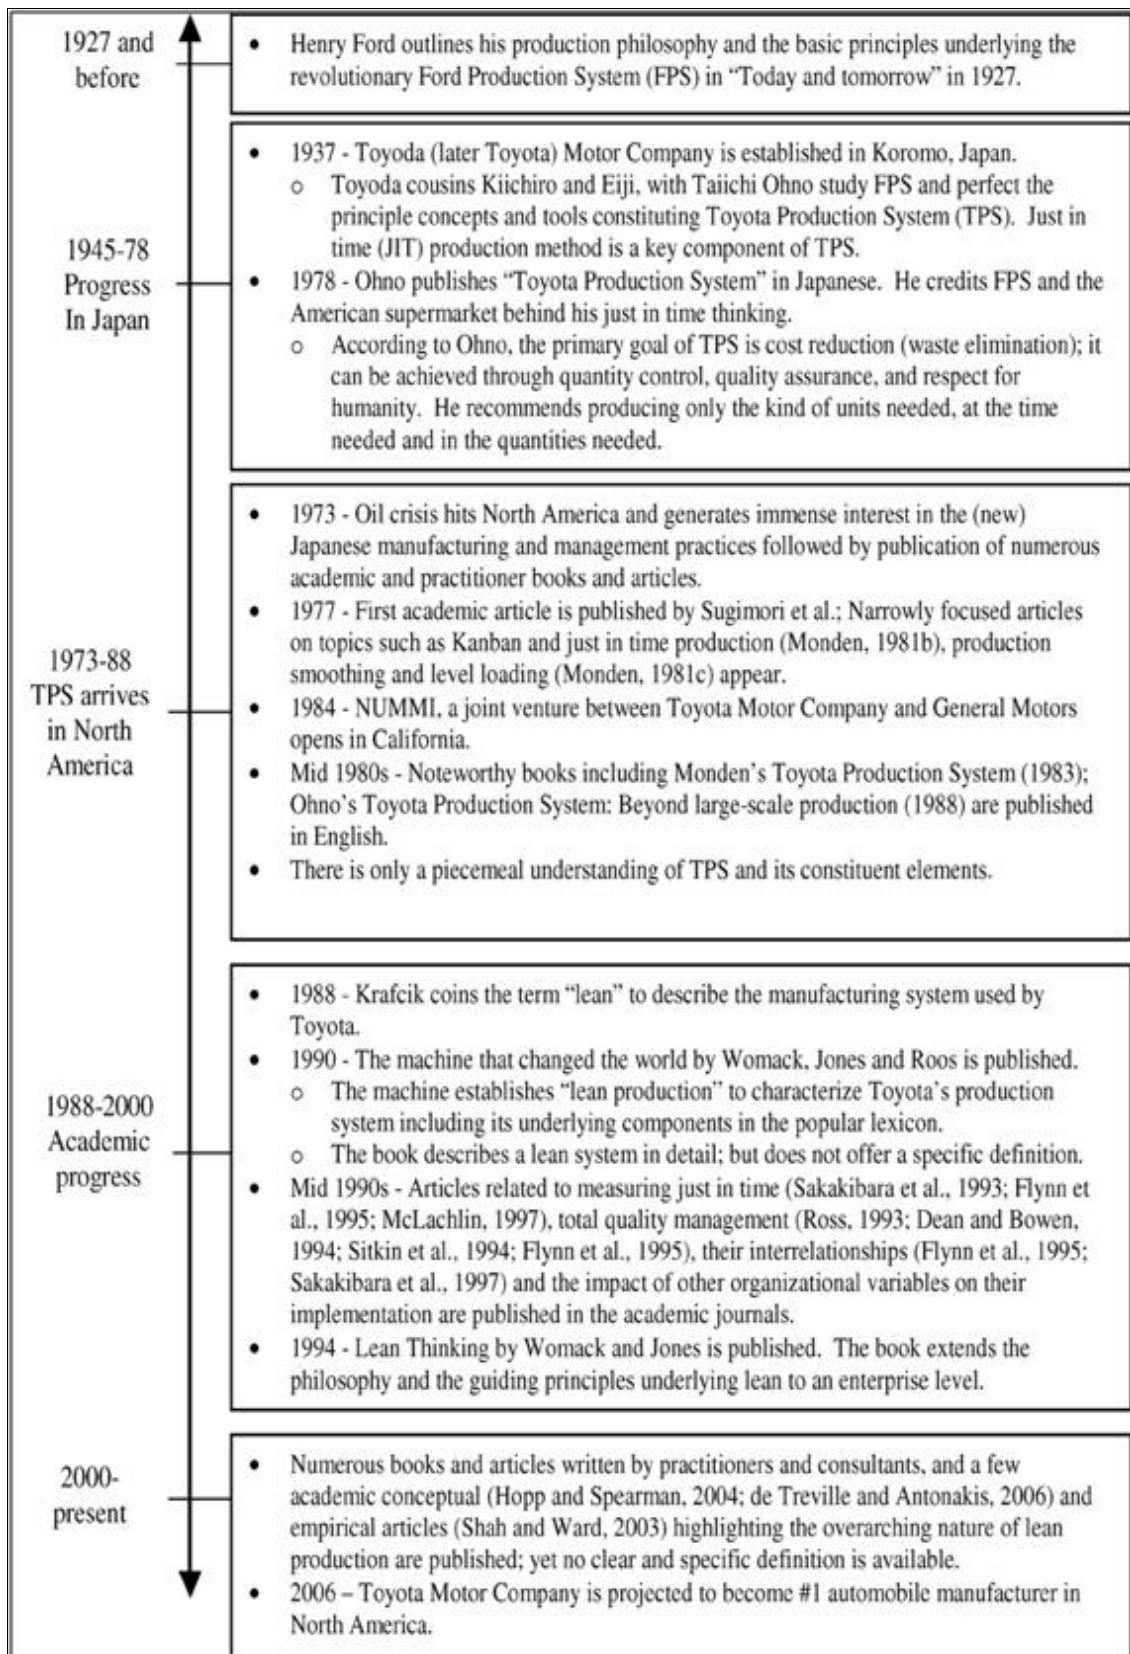 1927 and
before
• Henry Ford outlines his production philosophy and the basic principles underlying the
revolutionary Ford Production System (FPS) in “Today and tomorrow” in 1927.
1945-78
Progress
In Japan
• 1937 - Toyoda (later Toyota) Motor Company is established in Koromo, Japan.
o Toyoda cousins Kiichiro and Eiji, with Taiichi Ohno study FPS and perfect the
principle concepts and tools constituting Toyota Production System (TPS). Just in
time (JIT) production method is a key component of TPS.
• 1978 - Ohno publishes “Toyota Production System” in Japanese. He credits FPS and the
American supermarket behind his just in time thinking.
o According to Ohno, the primary goal of TPS is cost reduction (waste elimination); it
can be achieved through quantity control, quality assurance, and respect for
humanity. He recommends producing only the kind of units needed, at the time
needed and in the quantities needed.
1973-88
TPS arrives
in North
America
• 1973 - Oil crisis hits North America and generates immense interest in the (new)
Japanese manufacturing and management practices followed by publication of numerous
academic and practitioner books and articles.
• 1977 - First academic article is published by Sugimori et al.; Narrowly focused articles
on topics such as Kanban and just in time production (Monden, 1981b), production
smoothing and level loading (Monden, 1981c) appear.
• 1984 - NUMMI, a joint venture between Toyota Motor Company and General Motors
opens in California.
• Mid 1980s - Noteworthy books including Monden’s Toyota Production System (1983);
Ohno’s Toyota Production System: Beyond large-scale production (1988) are published
in English.
• There is only a piecemeal understanding of TPS and its constituent elements.
1988-2000
Academic
progress
• 1988 - Krafcik coins the term “lean” to describe the manufacturing system used by
Toyota.
• 1990 - The machine that changed the world by Womack, Jones and Roos is published.
o The machine establishes “lean production” to characterize Toyota’s production
system including its underlying components in the popular lexicon.
o The book describes a lean system in detail; but does not offer a specific definition.
• Mid 1990s - Articles related to measuring just in time (Sakakibara et al., 1993; Flynn et
al., 1995; McLachlin, 1997), total quality management (Ross, 1993; Dean and Bowen,
1994; Sitkin et al., 1994; Flynn et al., 1995), their interrelationships (Flynn et al., 1995;
Sakakibara et al., 1997) and the impact of other organizational variables on their
implementation are published in the academic journals.
• 1994 - Lean Thinking by Womack and Jones is published. The book extends the
philosophy and the guiding principles underlying lean to an enterprise level.
2000-
present
• Numerous books and articles written by practitioners and consultants, and a few
academic conceptual (Hopp and Spearman, 2004; de Treville and Antonakis, 2006) and
empirical articles (Shah and Ward, 2003) highlighting the overarching nature of lean
production are published; yet no clear and specific definition is available.
• 2006 – Toyota Motor Company is projected to become #1 automobile manufacturer in
North America.